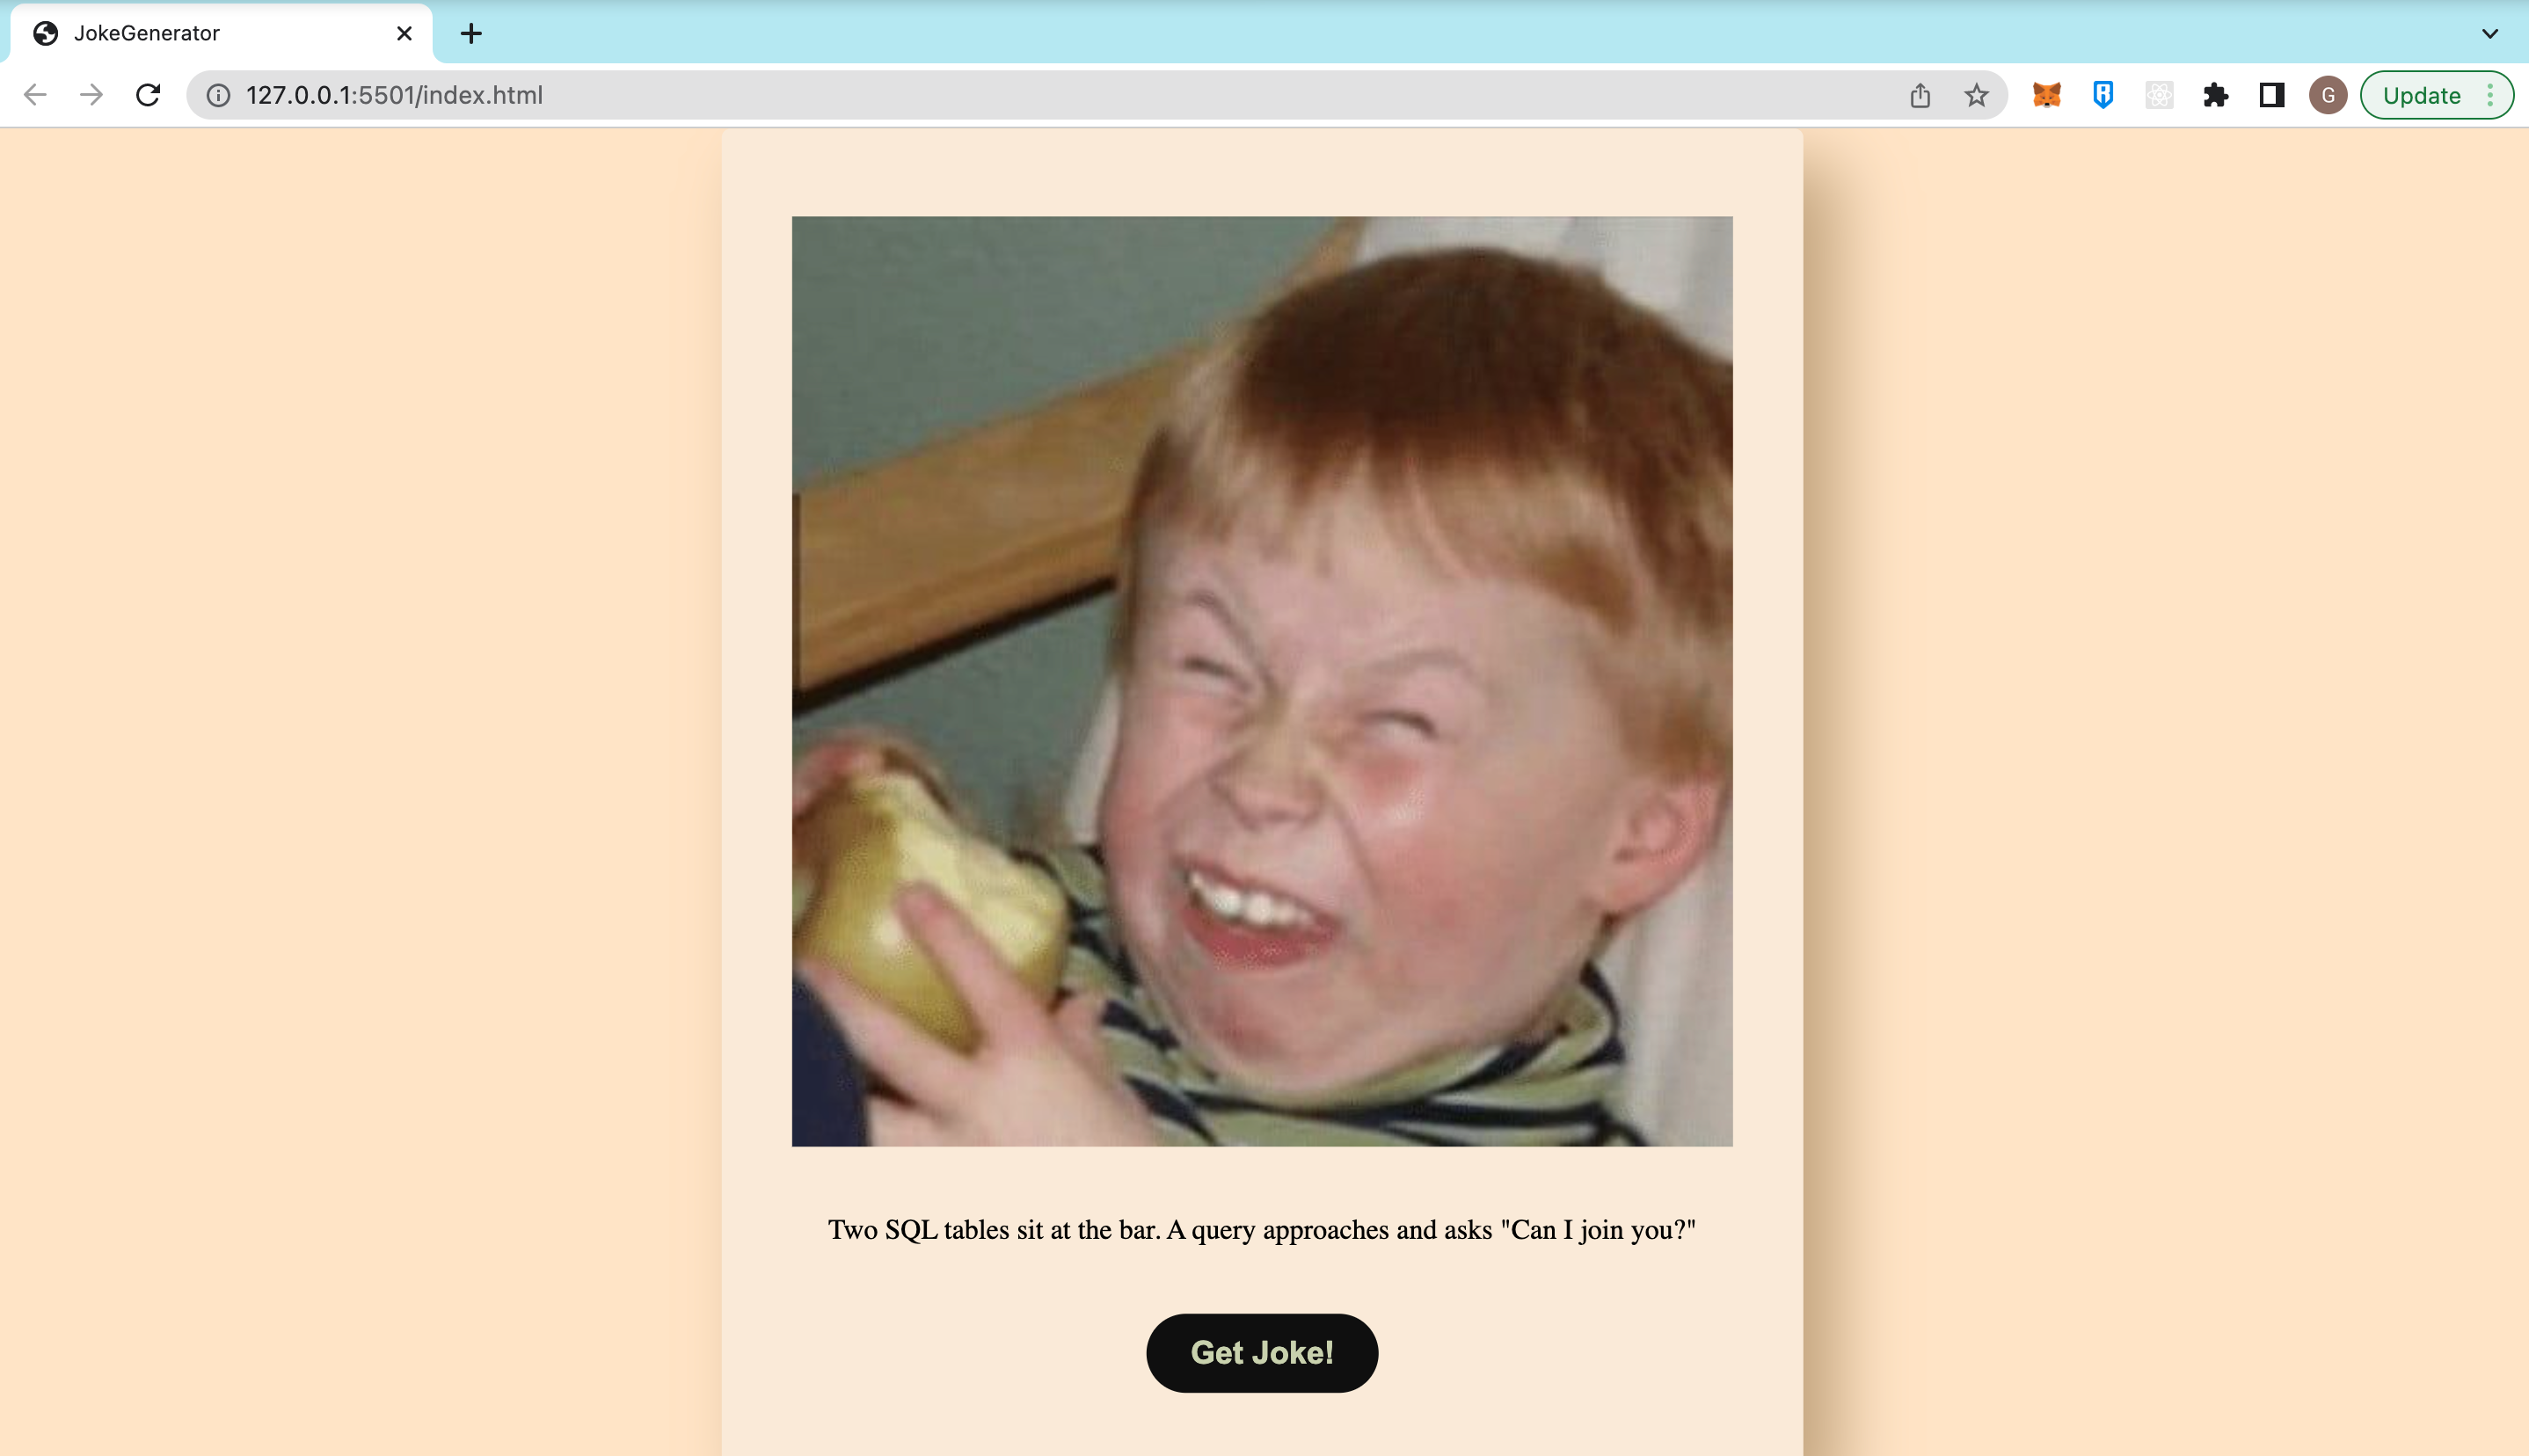 JokeGenerator
127.0.0.1:5501/index.html
G
Update
Two SQL tables sit at the bar. A query approaches and asks "Can I join you?"
Get Joke!